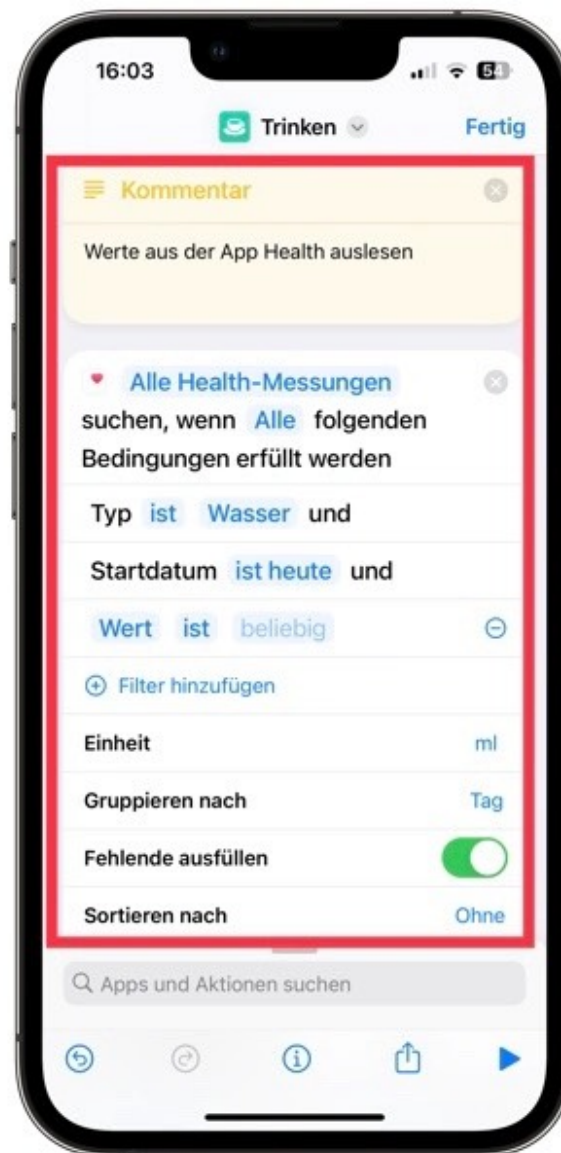 16:03
54
Trinken
Fertig
Kommentar
Werte aus der App Health auslesen
Alle Health-Messungen
suchen, wenn Alle folgenden
Bedingungen erfüllt werden
Typ ist Wasser und
Startdatum ist heute und
Wert ist beliebig
Filter hinzufügen
Einheit ml
Gruppieren nach Tag
Fehlende ausfüllen
Sortieren nach Ohne
Apps und Aktionen suchen